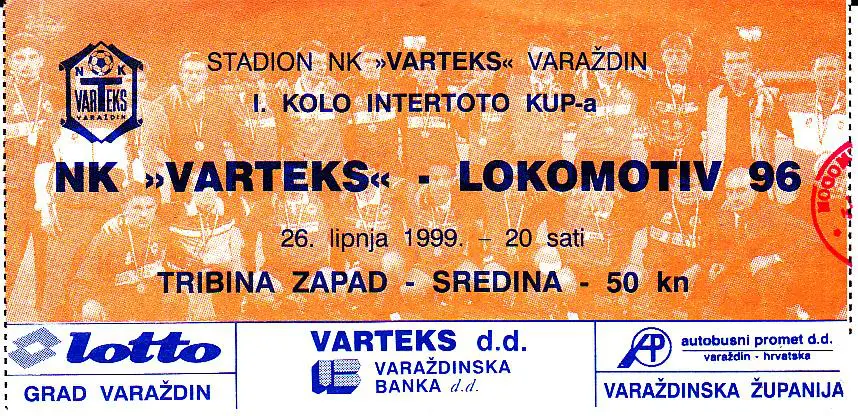 NK
VARTEKS
VARAŽDIN
STADION NK »VARTEKS« VARAŽDIN
I. KOLO INTERTOTO KUP-a
NK »VARTEKS« - LOKOMOTIV 96
26. lipnja 1999. – 20 sati
TRIBINA ZAPAD - SREDINA - 50 kn
lotto
GRAD VARAŽDIN
VARTEKS d.d.
VARAŽDINSKA
BANKA d.d.
AP
autobusni promet d.d.
varaždin - hrvatska
VARAŽDINSKA ŽUPANIJA